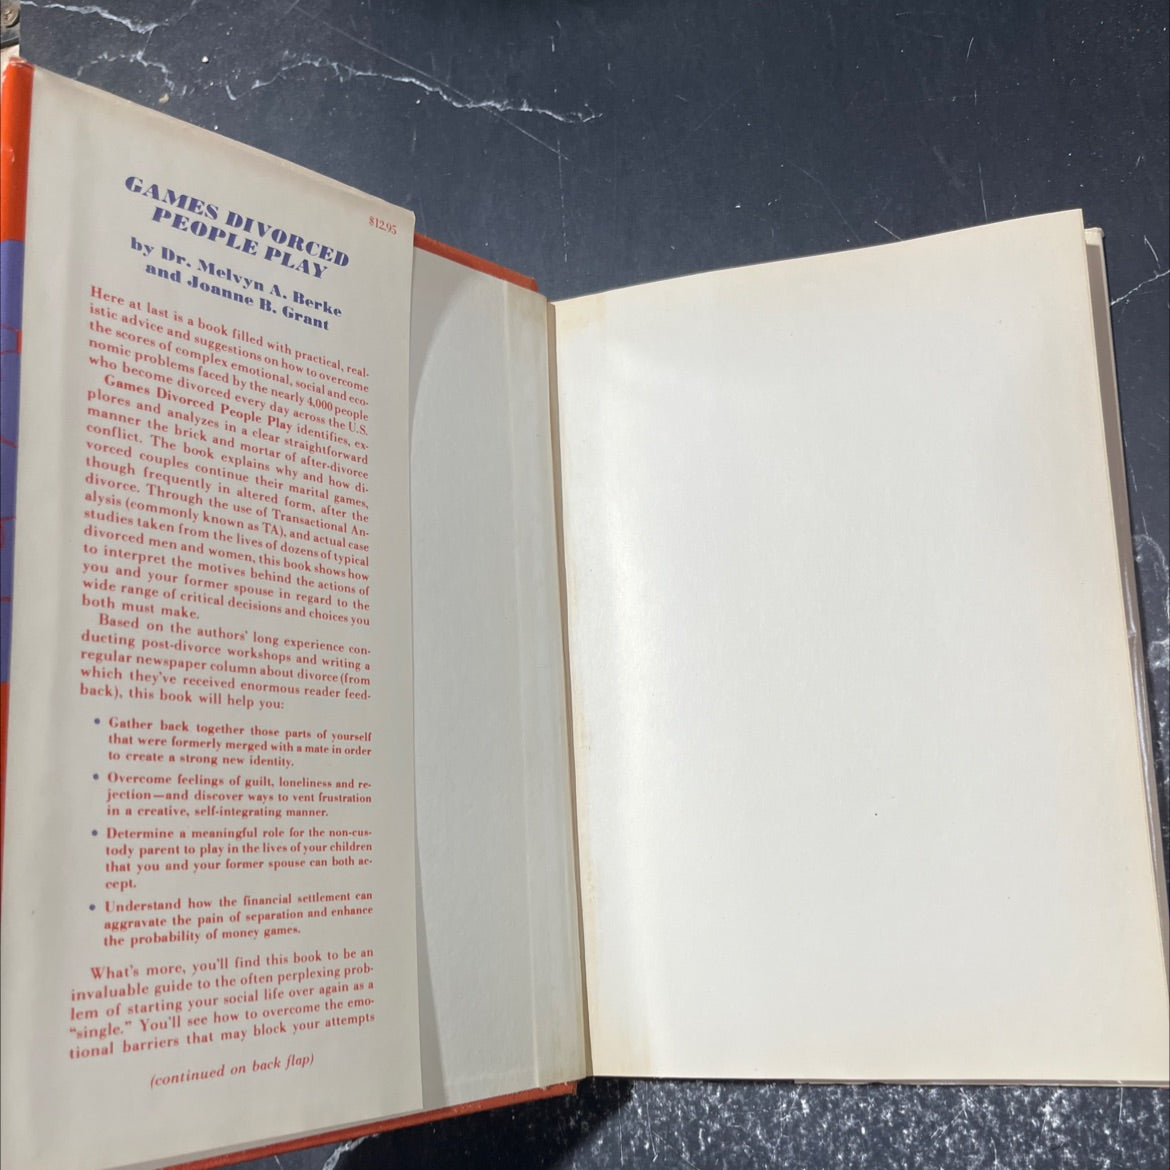 GAMES DIVORCED
PEOPLE PLAY
$12.95
by Dr. Melvyn A. Berke
and Joanne B. Grant
Here at last is a book filled with practical, real-
istic advice and suggestions on how to overcome
the scores of complex emotional, social and eco-
nomic problems faced by the nearly 4,000 people
who become divorced every day across the U.S.
Games Divorced People Play identifies, ex-
plores and analyzes in a clear straightforward
manner the brick and mortar of after-divorce
conflict. The book explains why and how di-
vorced couples continue their marital games,
though frequently in altered form, after the
divorce. Through the use of Transactional An-
alysis (commonly known as TA), and actual case
studies taken from the lives of dozens of typical
divorced men and women, this book shows how
to interpret the motives behind the actions of
you and your former spouse in regard to the
wide range of critical decisions and choices you
both must make.
Based on the authors' long experience con-
ducting post-divorce workshops and writing a
regular newspaper column about divorce (from
which they've received enormous reader feed-
back), this book will help you:
• Gather back together those parts of yourself
that were formerly merged with a mate in order
to create a strong new identity.
• Overcome feelings of guilt, loneliness and re-
jection—and discover ways to vent frustration
in a creative, self-integrating manner.
• Determine a meaningful role for the non-cus-
tody parent to play in the lives of your children
that you and your former spouse can both ac-
cept.
• Understand how the financial settlement can
aggravate the pain of separation and enhance
the probability of money games.
What's more, you'll find this book to be an
invaluable guide to the often perplexing prob-
lem of starting your social life over again as a
"single." You'll see how to overcome the emo-
tional barriers that may block your attempts
(continued on back flap)